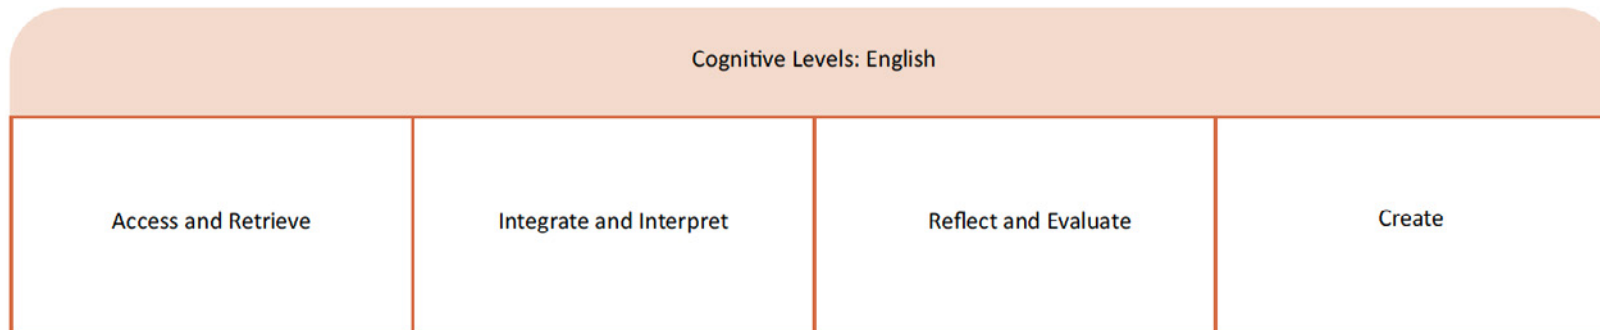 Cognitive Levels: English
Access and Retrieve
Integrate and Interpret
Reflect and Evaluate
Create